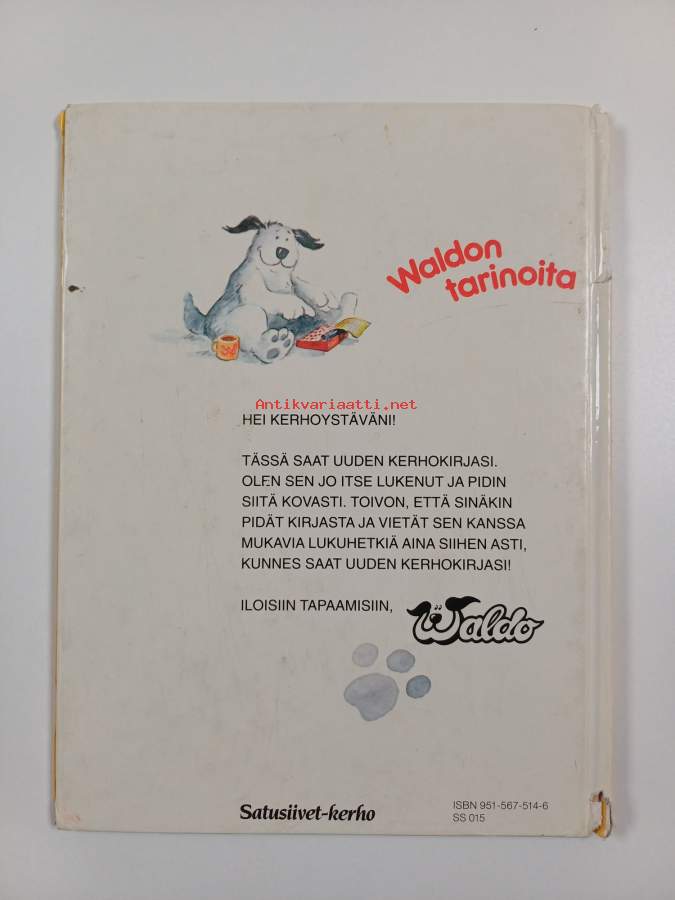 Waldon
tarinoita
Antikvariaatti.net
HEI KERHOYSTÄVÄNI!
TÄSSÄ SAAT UUDEN KERHOKIRJASI.
OLEN SEN JO ITSE LUKENUT JA PIDIN
SIITÄ KOVASTI. TOIVON, ETTÄ SINÄKIN
PIDÄT KIRJASTA JA VIETÄT SEN KANSSA
MUKAVIA LUKUHETKIÄ AINA SIIHEN ASTI,
KUNNES SAAT UUDEN KERHOKIRJASI!
ILOISIIN TAPAAMISIIN,
Waldo
Satusiivet-kerho
ISBN 951-567-514-6
SS 015